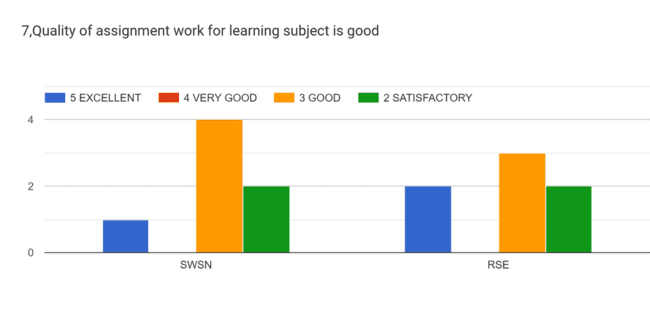 7,Quality of assignment work for learning subject is good
5 EXCELLENT 4 VERY GOOD 3 GOOD 2 SATISFACTORY
4
2
0
SWSN RSE